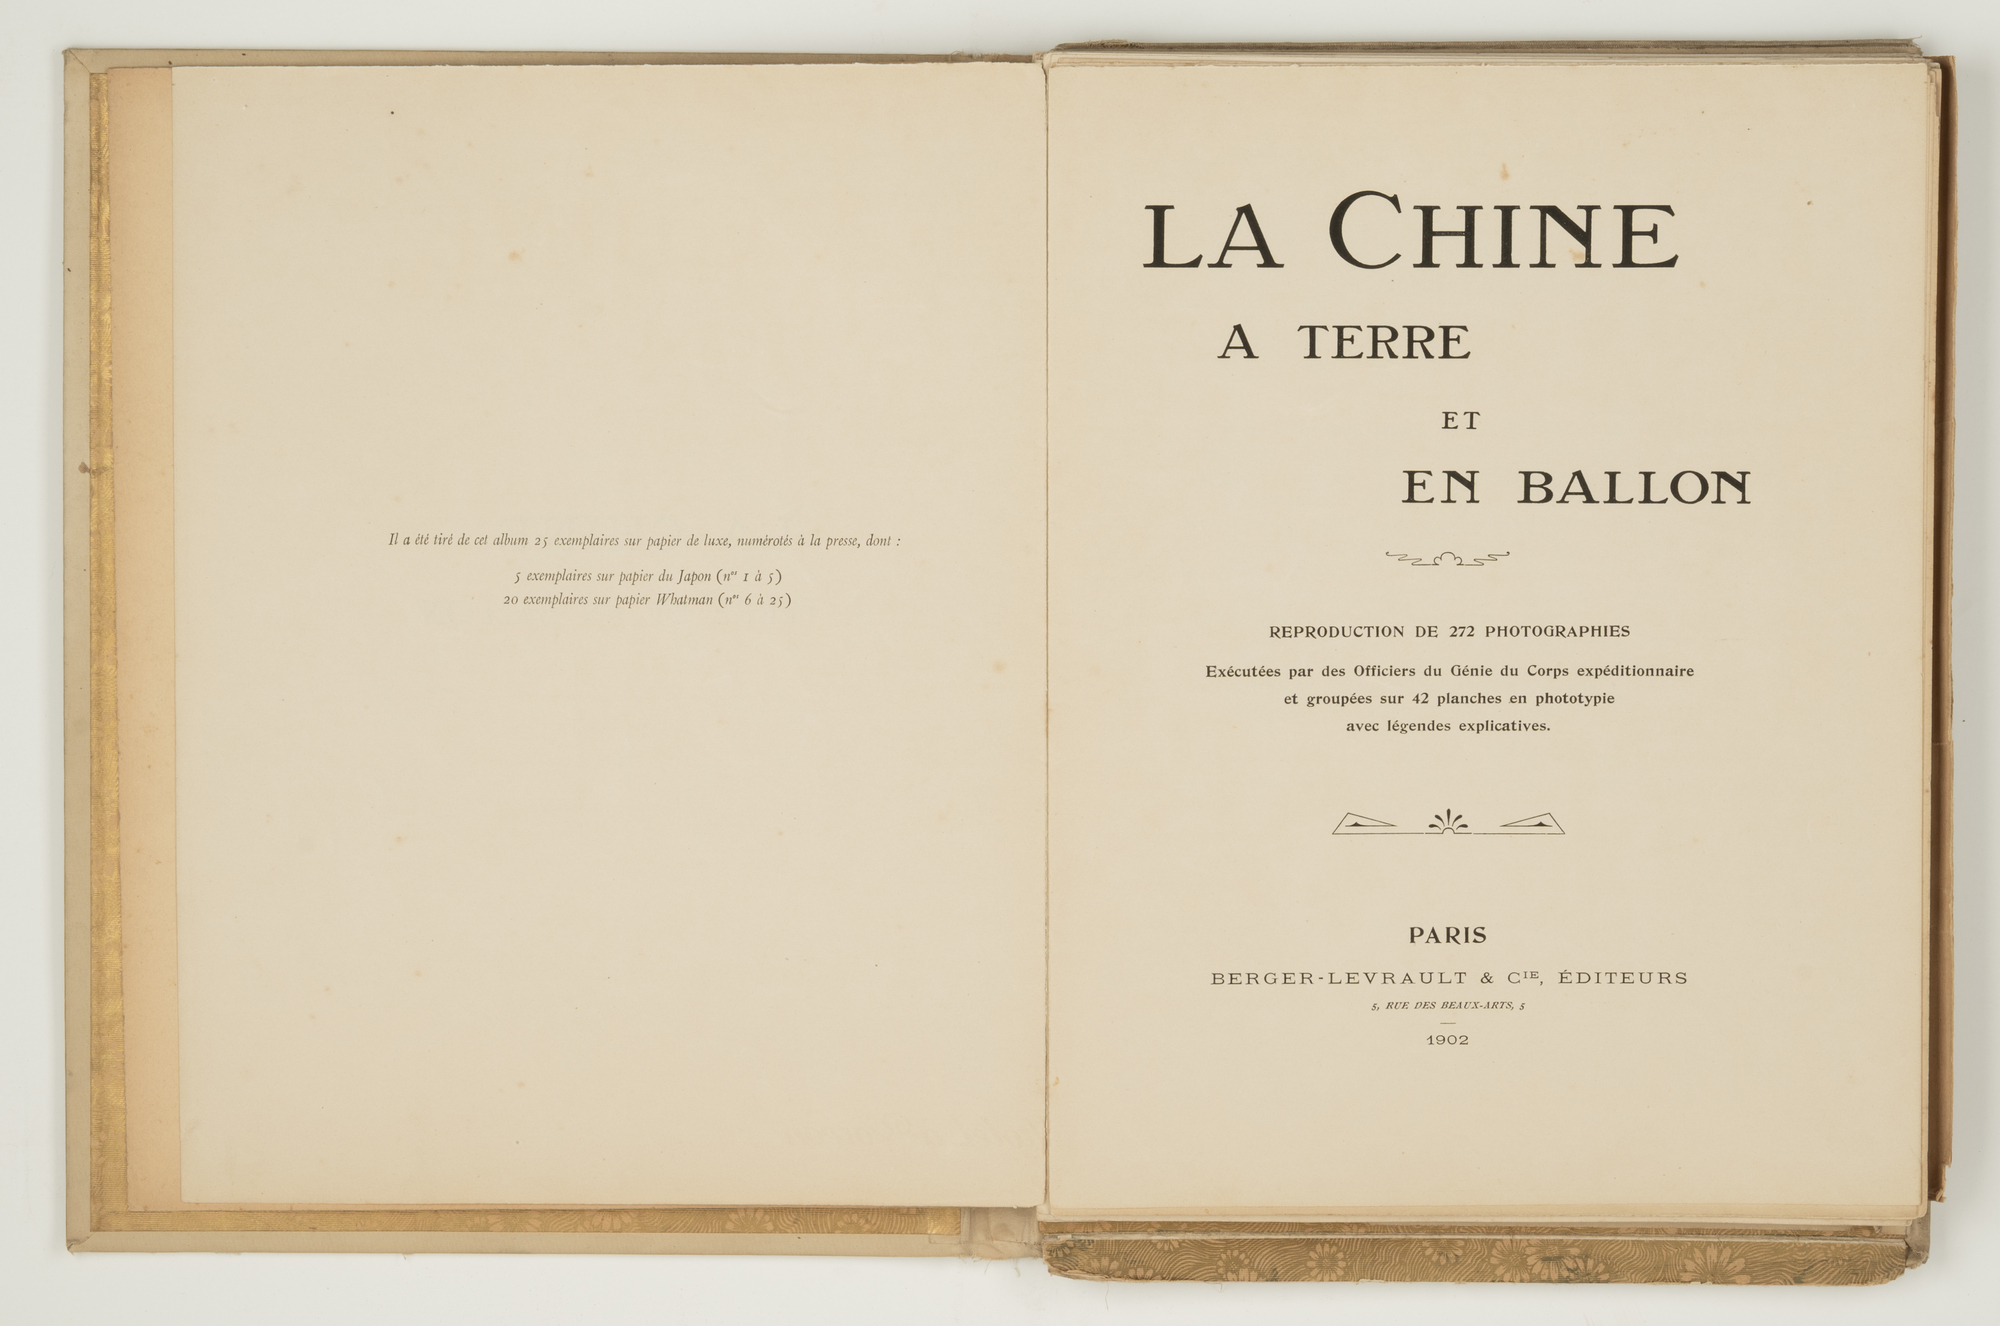 Il a été tiré de cet album 25 exemplaires sur papier de luxe, numérotés à la presse, dont :
5 exemplaires sur papier du Japon (nos 1 à 5)
20 exemplaires sur papier Whatman (nos 6 à 25)
LA CHINE
A TERRE
ET
EN BALLON
REPRODUCTION DE 272 PHOTOGRAPHIES
Exécutées par des Officiers du Génie du Corps expéditionnaire
et groupées sur 42 planches en phototypie
avec légendes explicatives.
PARIS
BERGER-LEVRAULT & CIE, ÉDITEURS
5, RUE DES BEAUX-ARTS, 5
1902